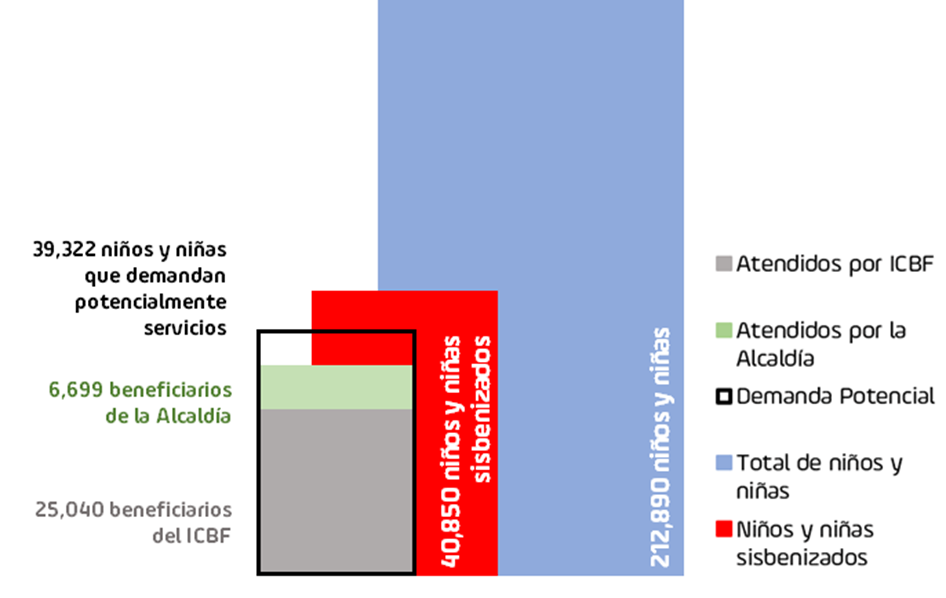 39,322 niños y niñas
que demandan
potencialmente
servicios
6,699 beneficiarios
de la Alcaldía
25,040 beneficiarios
del ICBF
40,850 niños y niñas
sisbenizados
212,890 niños y niñas
Atendidos por ICBF
Atendidos por la
Alcaldía
Demanda Potencial
Total de niños y
niñas
Niños y niñas
sisbenizados